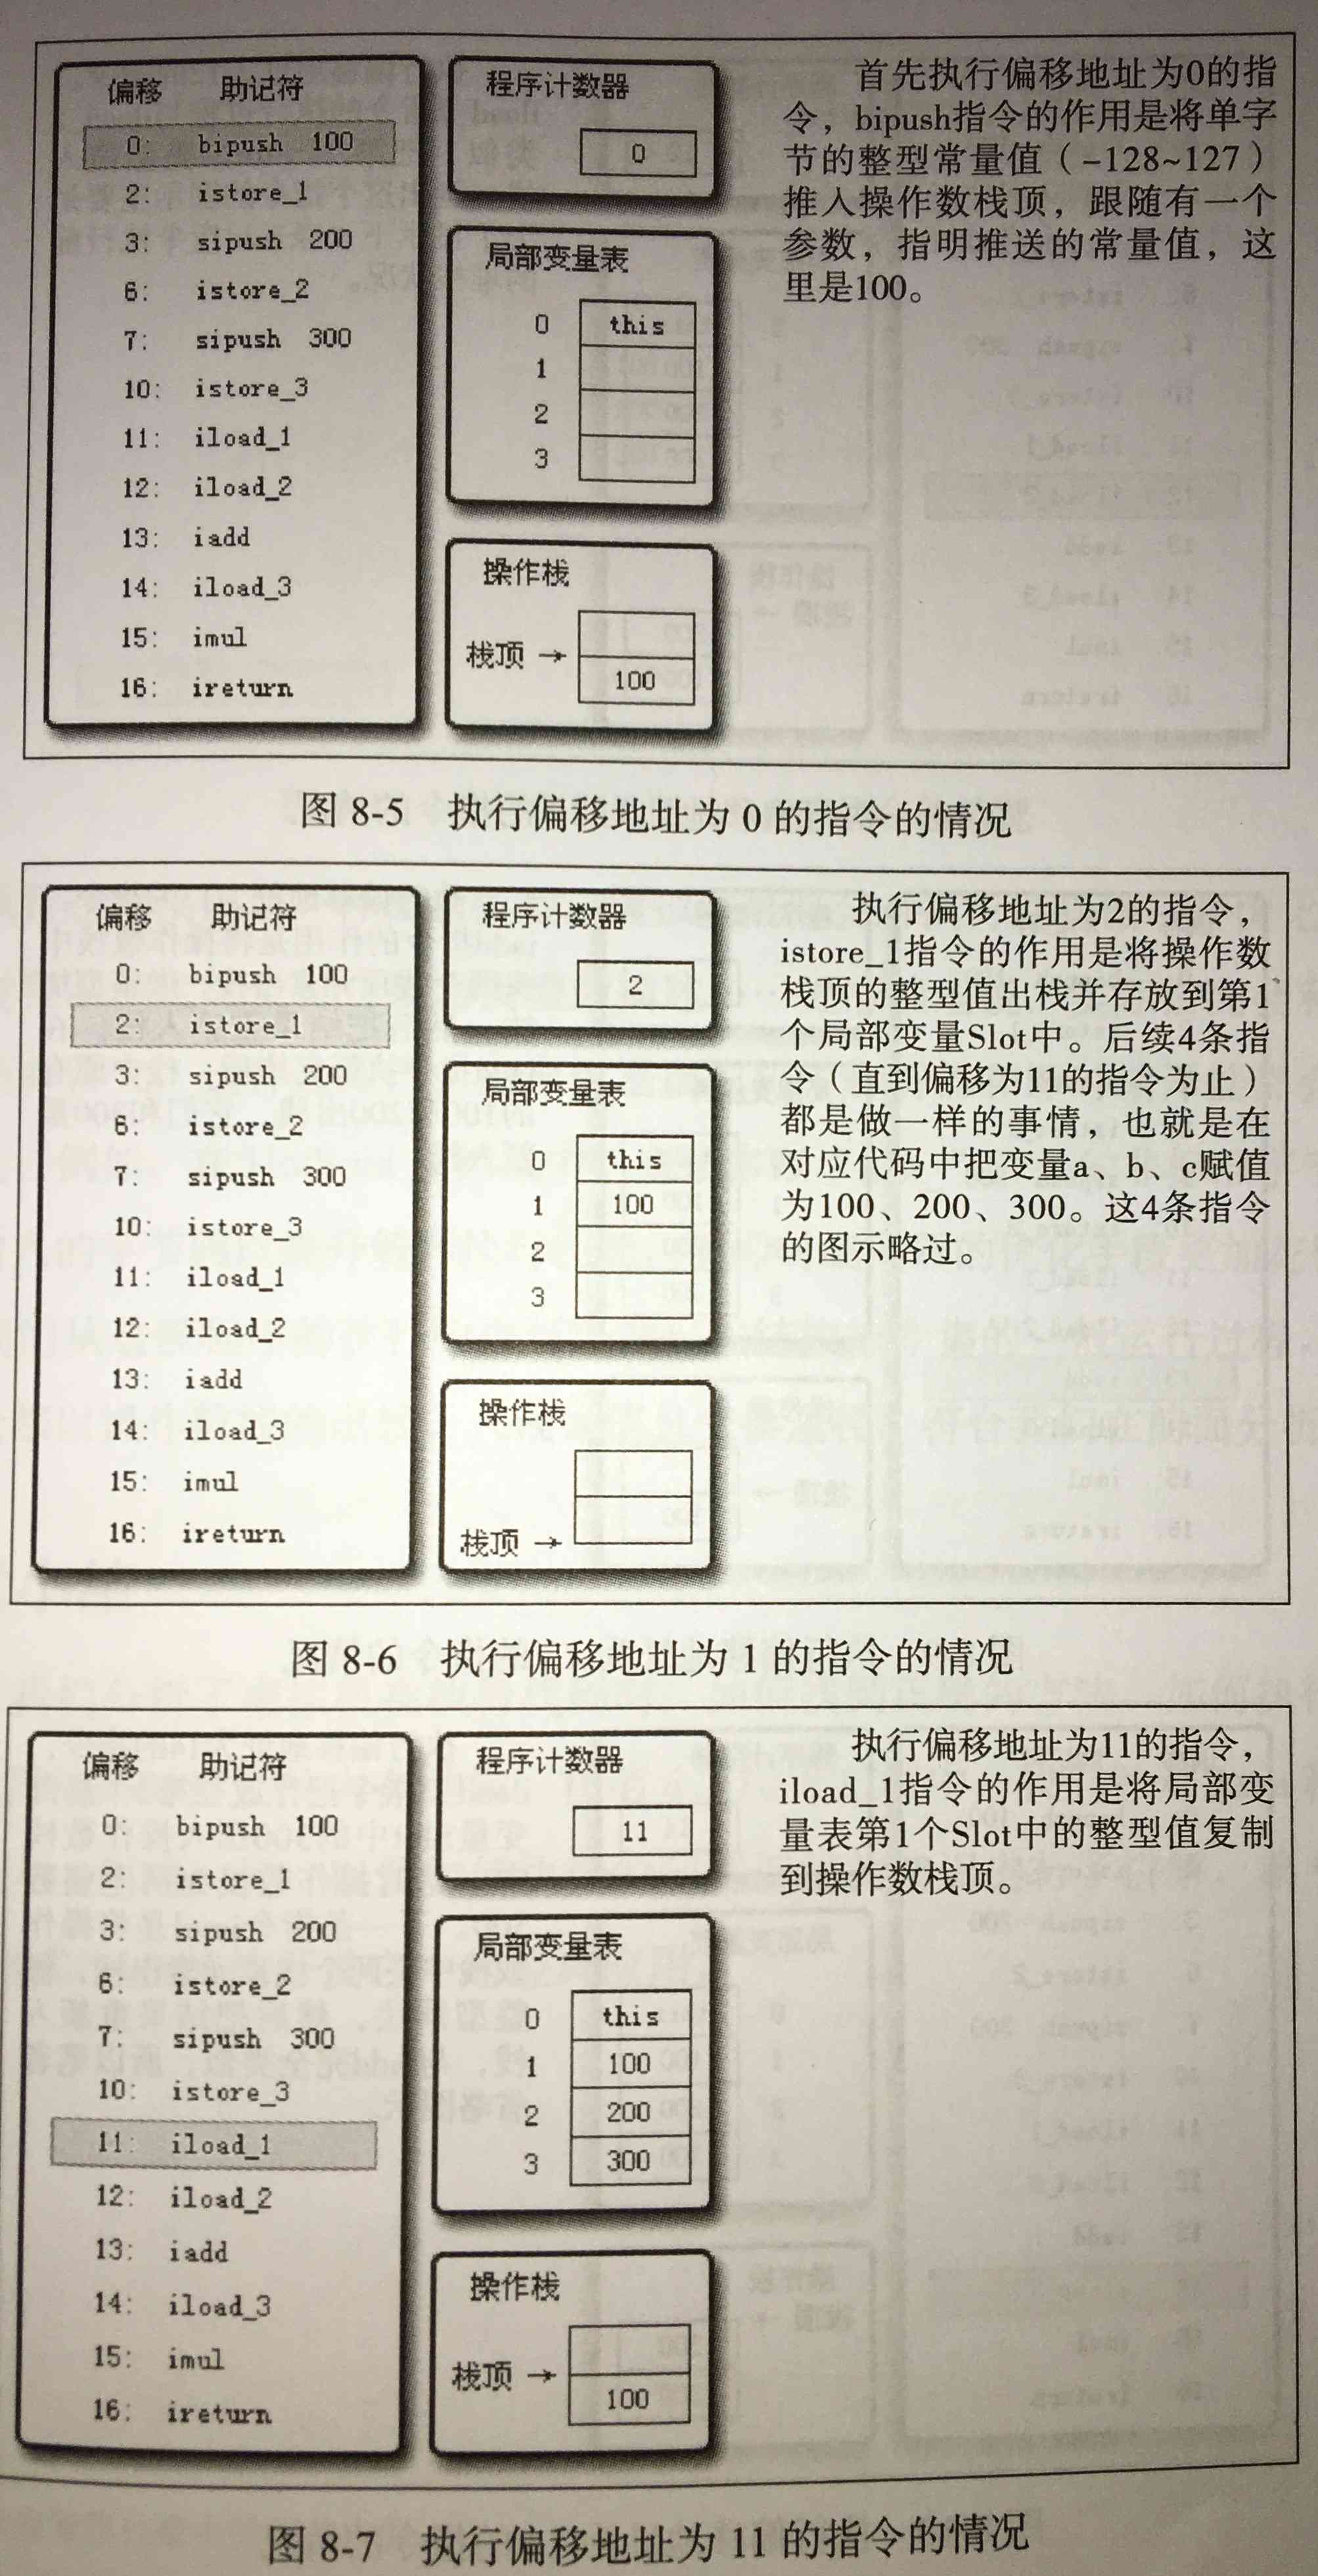 偏移 助记符
0: bipush 100
2: istore_1
3: sipush 200
6: istore_2
7: sipush 300
10: istore_3
11: iload_1
12: iload_2
13: iadd
14: iload_3
15: imul
16: ireturn
程序计数器
0
局部变量表
0 this
1
2
3
操作栈
栈顶 →
100
首先执行偏移地址为0的指
令，bipush指令的作用是将单字
节的整型常量值（-128~127）
推入操作数栈顶，跟随有一个
参数，指明推送的常量值，这
里是100。
图 8-5 执行偏移地址为 0 的指令的情况
偏移 助记符
0: bipush 100
2: istore_1
3: sipush 200
6: istore_2
7: sipush 300
10: istore_3
11: iload_1
12: iload_2
13: iadd
14: iload_3
15: imul
16: ireturn
程序计数器
2
局部变量表
0 this
1 100
2
3
操作栈
栈顶 →
执行偏移地址为2的指令，
istore_1指令的作用是将操作数
栈顶的整型值出栈并存放到第1
个局部变量Slot中。后续4条指
令（直到偏移为11的指令为止）
都是做一样的事情，也就是在
对应代码中把变量a、b、c赋值
为100、200、300。这4条指令
的图示略过。
图 8-6 执行偏移地址为 1 的指令的情况
偏移 助记符
0: bipush 100
2: istore_1
3: sipush 200
6: istore_2
7: sipush 300
10: istore_3
11: iload_1
12: iload_2
13: iadd
14: iload_3
15: imul
16: ireturn
程序计数器
11
局部变量表
0 this
1 100
2 200
3 300
操作栈
栈顶 →
100
执行偏移地址为11的指令，
iload_1指令的作用是将局部变
量表第1个Slot中的整型值复制
到操作数栈顶。
图 8-7 执行偏移地址为 11 的指令的情况